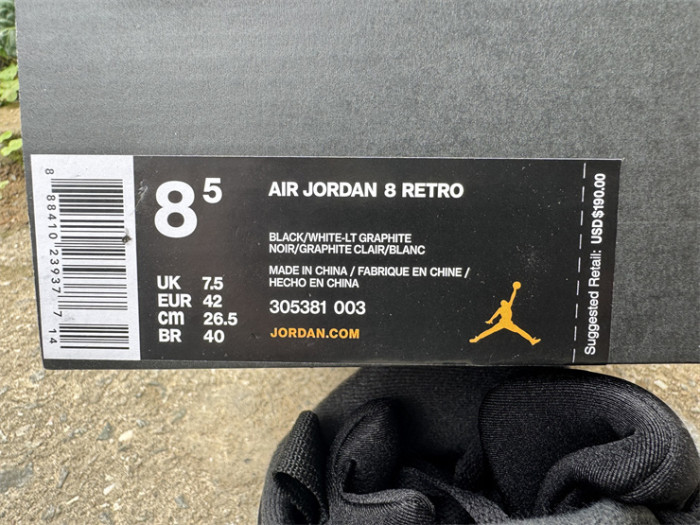 8 88410 23937 7 14
8 5
AIR JORDAN 8 RETRO
BLACK/WHITE-LT GRAPHITE
NOIR/GRAPHITE CLAIR/BLANC
MADE IN CHINA / FABRIQUE EN CHINE /
HECHO EN CHINA
305381 003
JORDAN.COM
UK 7.5
EUR 42
cm 26.5
BR 40
Suggested Retail: USD$190.00